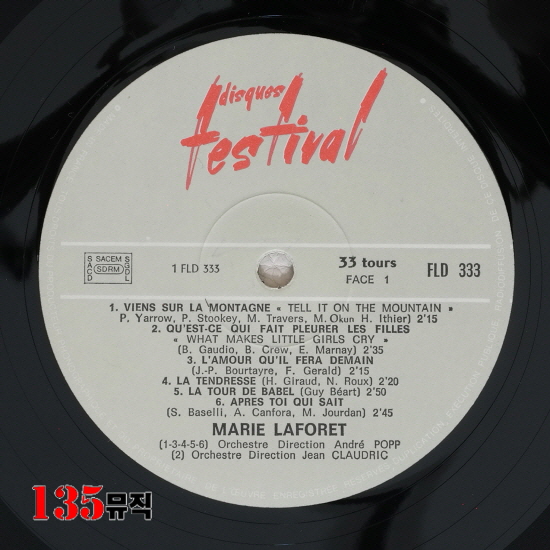 disques
festival
SACEM
SACD
SDRM
SGDL
1 FLD 333
33 tours
FACE 1
FLD 333
1. VIENS SUR LA MONTAGNE « TELL IT ON THE MOUNTAIN »
P. Yarrow, P. Stookey, M. Travers, M. Okun H. Ithier) 2'15
2. QU'EST-CE QUI FAIT PLEURER LES FILLES
« WHAT MAKES LITTLE GIRLS CRY »
(B. Gaudio, B. Crew, E. Marnay) 2'35
3. L'AMOUR QU'IL FERA DEMAIN
(J.-P. Bourtayre, F. Gerald) 2'15
4. LA TENDRESSE (H. Giraud, N. Roux) 2'20
5. LA TOUR DE BABEL (Guy Béart) 2'50
6. APRES TOI QUI SAIT
(S. Baselli, A. Canfora, M. Jourdan) 2'45
MARIE LAFORET
(1-3-4-5-6) Orchestre Direction André POPP
(2) Orchestre Direction Jean CLAUDRIC
135뮤직